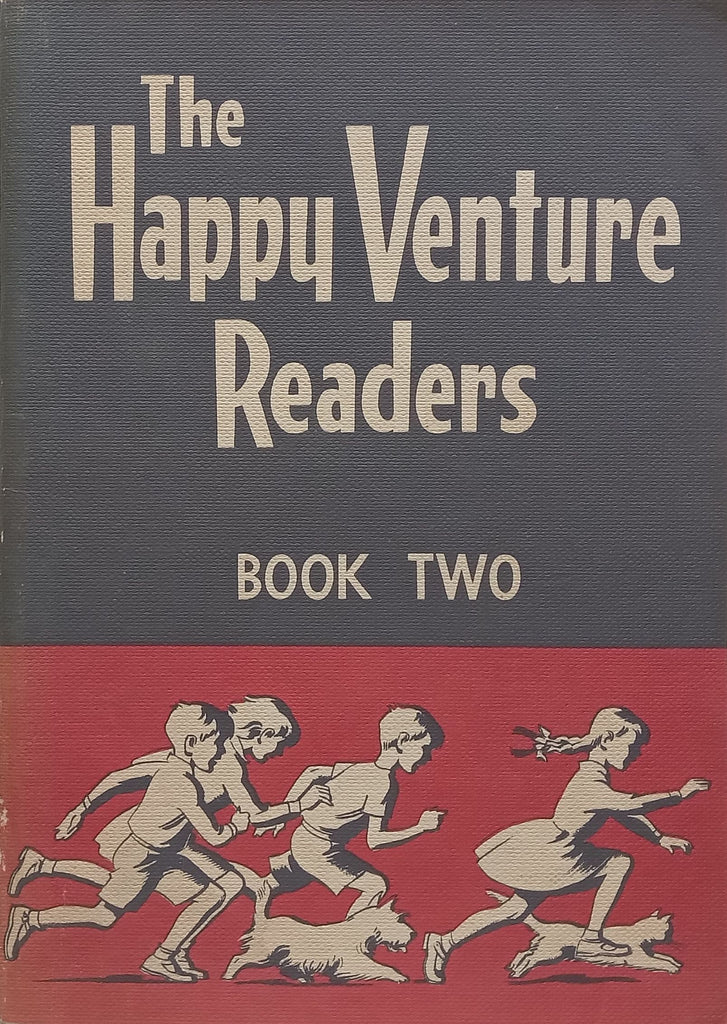 The
Happy Venture
Readers
BOOK TWO